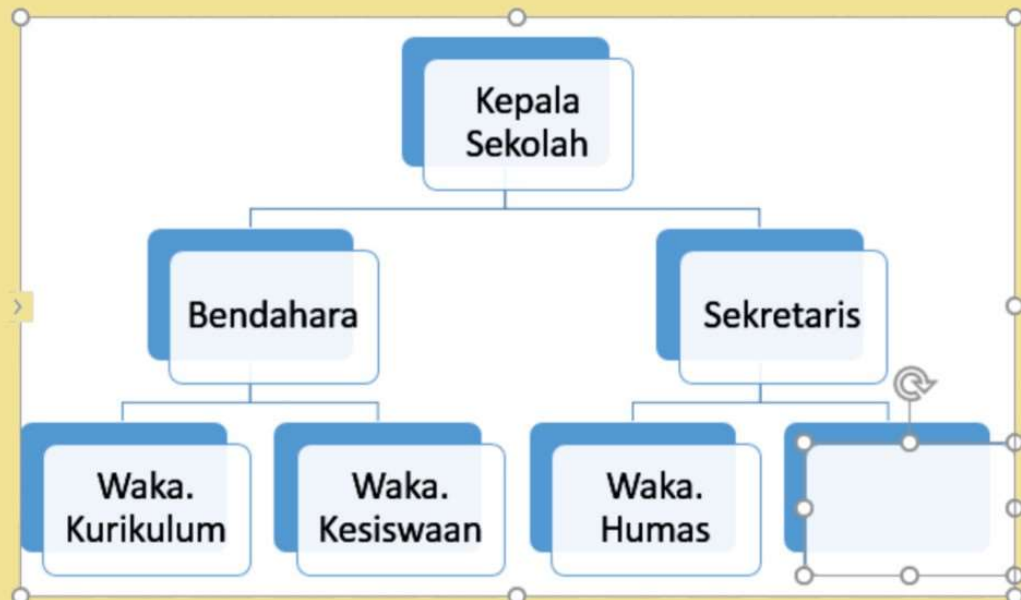 Kepala
Sekolah
Bendahara
Sekretaris
Waka.
Kurikulum
Waka.
Kesiswaan
Waka.
Humas